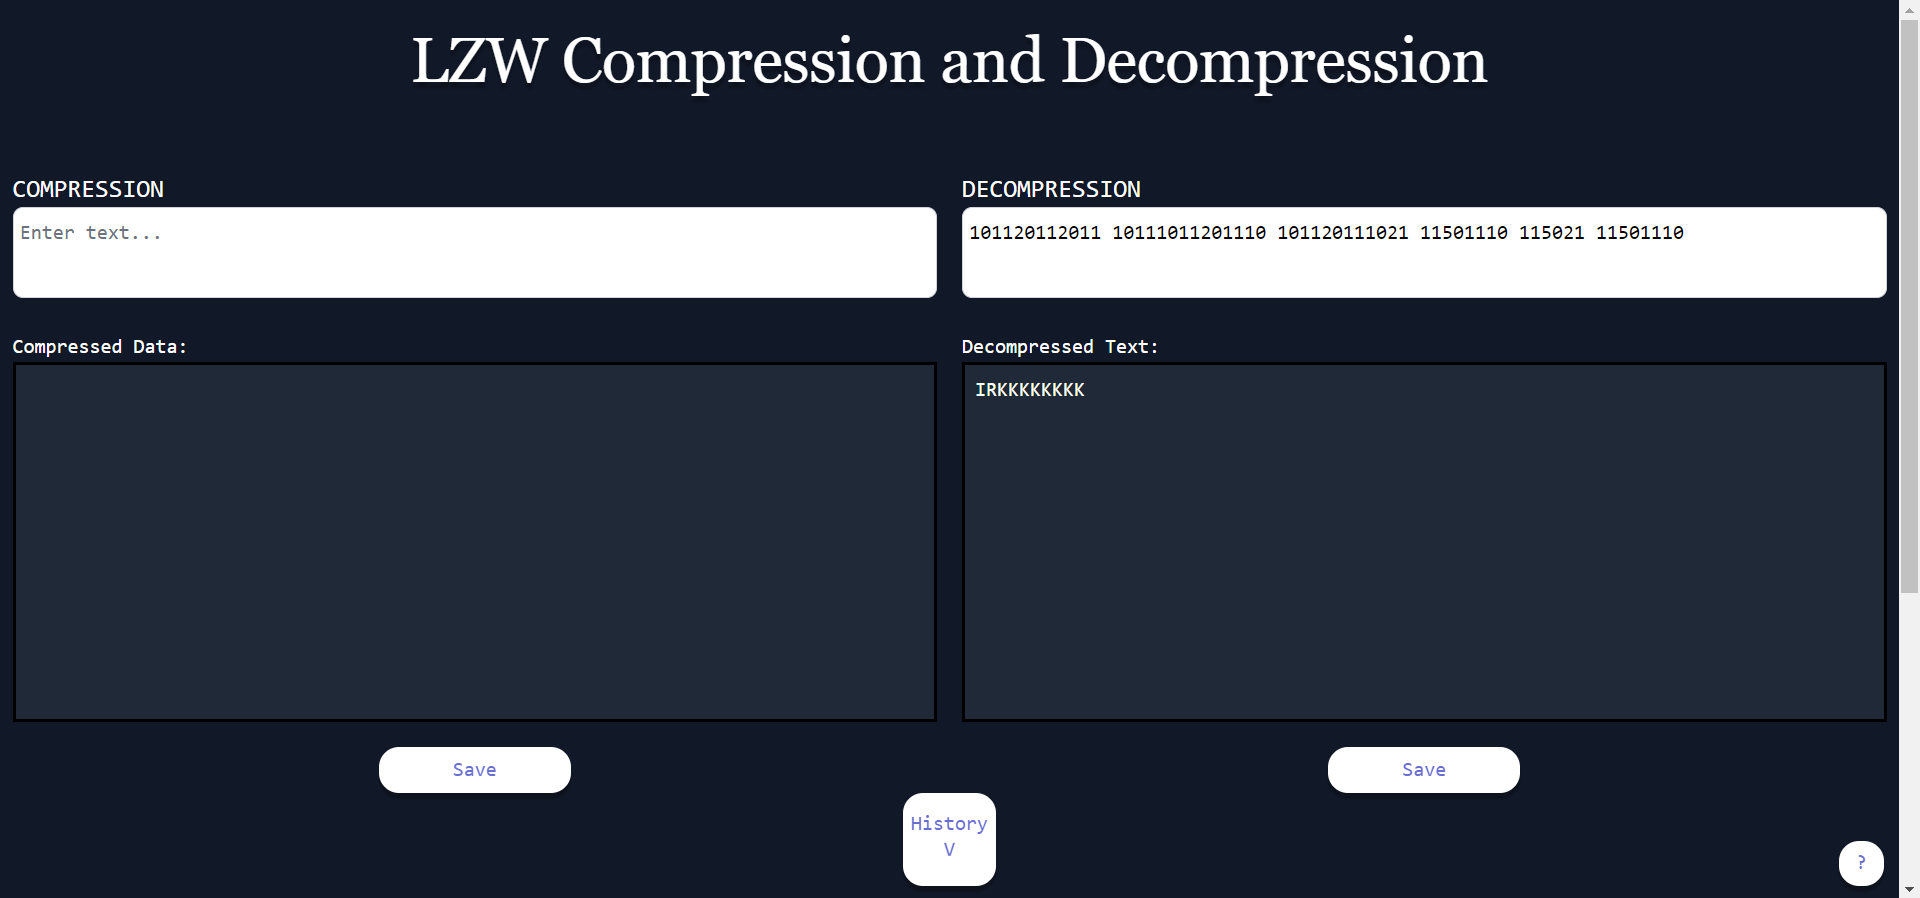 LZW Compression and Decompression
COMPRESSION
Enter text...
Compressed Data:
Save
DECOMPRESSION
101120112011 10111011201110 101120111021 11501110 115021 11501110
Decompressed Text:
IRKKKKKKKK
Save
History
V
?